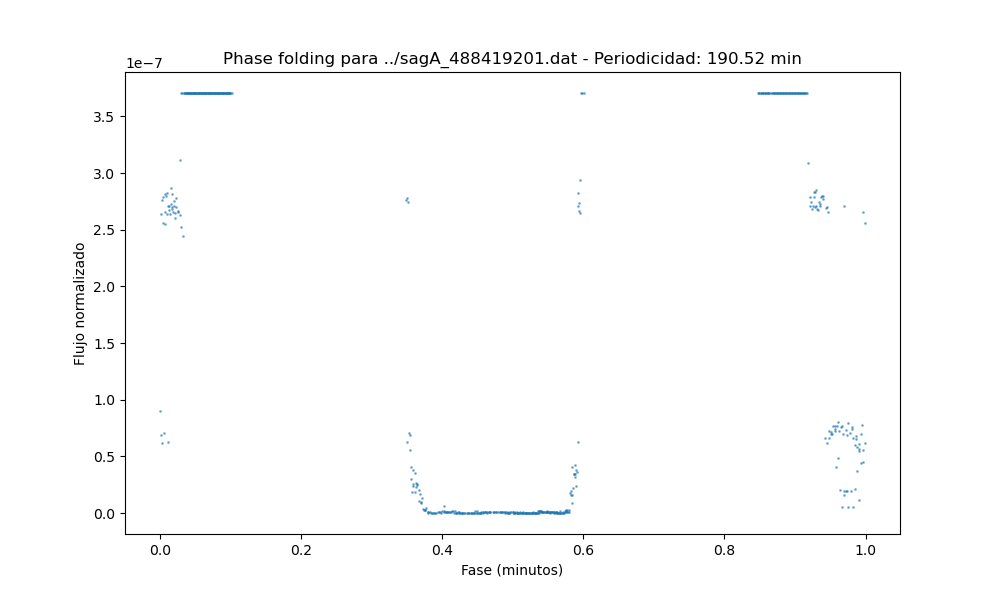 Phase folding para ../sagA_488419201.dat - Periodicidad: 190.52 min
1e−7
3.5
3.0
2.5
2.0
1.5
1.0
0.5
0.0
Flujo normalizado
0.0 0.2 0.4 0.6 0.8 1.0
Fase (minutos)